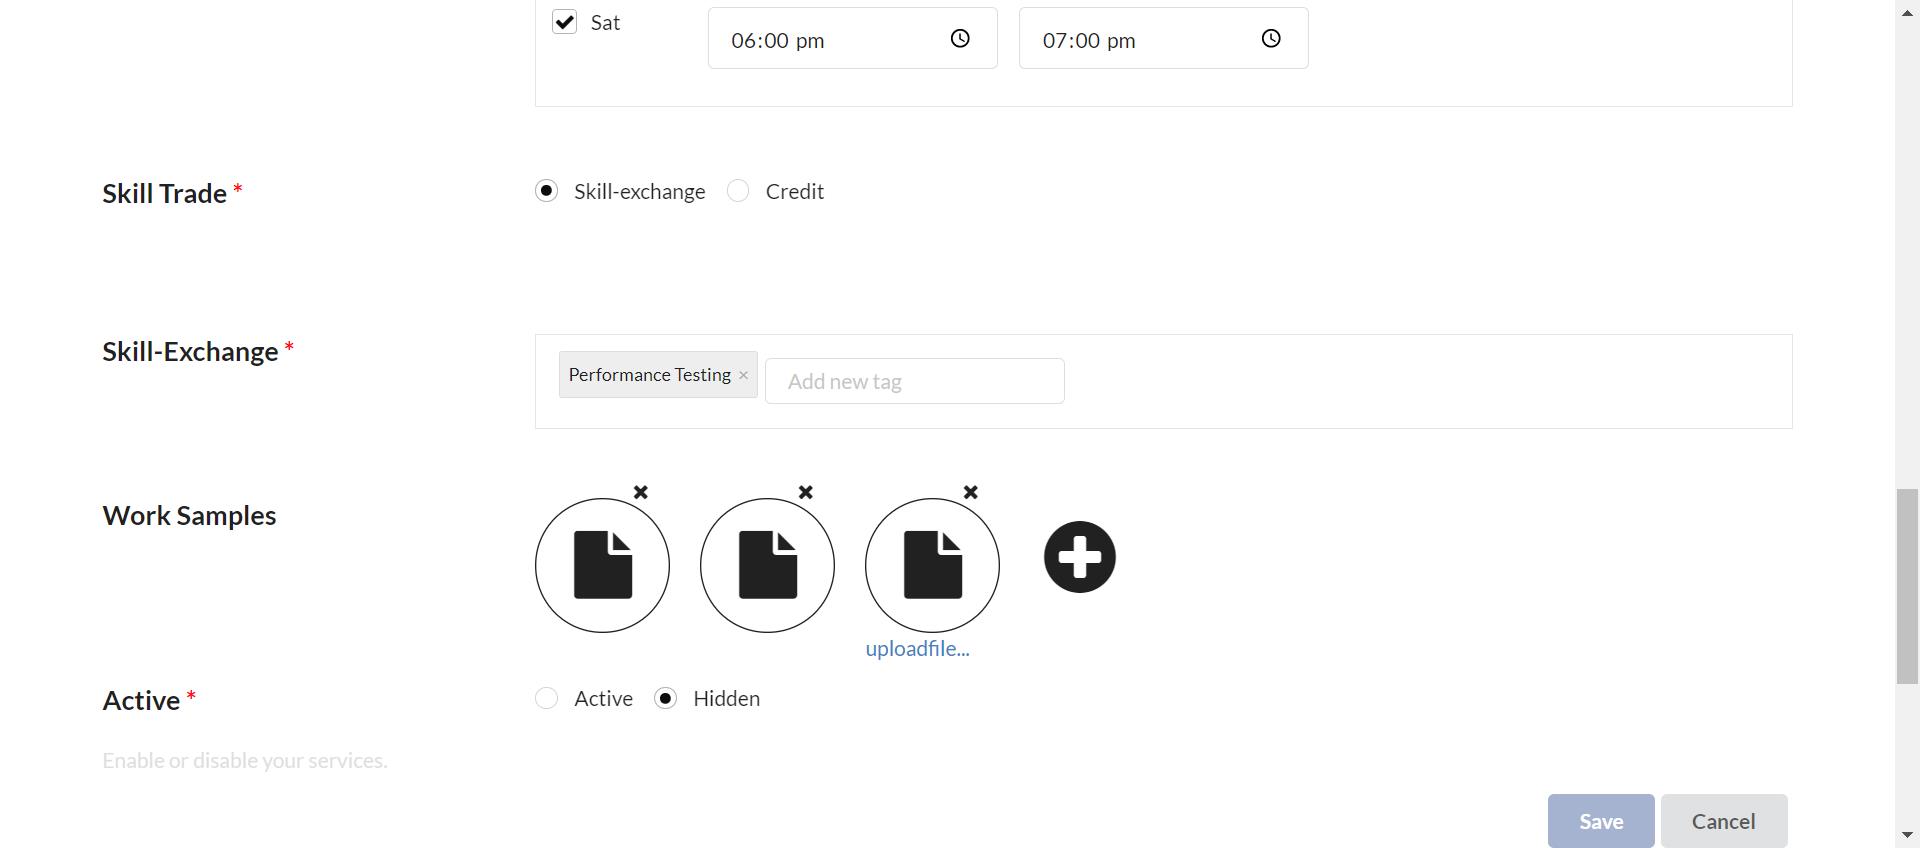 Sat
06:00 pm
07:00 pm
Skill Trade *
Skill-exchange
Credit
Skill-Exchange *
Performance Testing ×
Add new tag
Work Samples
uploadfile...
Active *
Active
Hidden
Enable or disable your services.
Save
Cancel